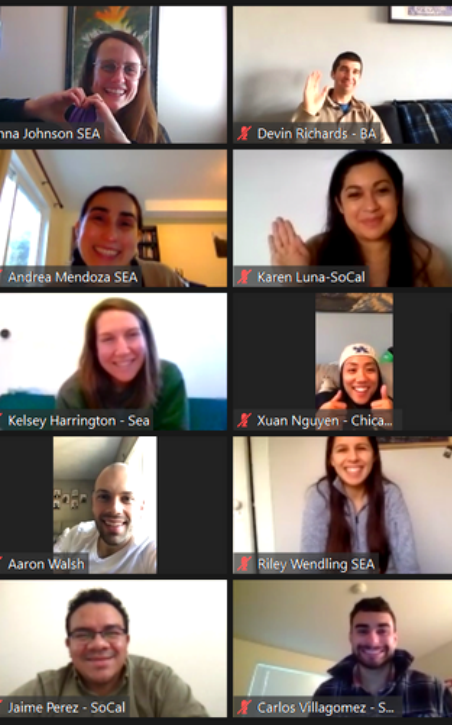 nna Johnson SEA
Devin Richards - BA
Andrea Mendoza SEA
Karen Luna-SoCal
Kelsey Harrington - Sea
Xuan Nguyen - Chica...
Aaron Walsh
Riley Wendling SEA
Jaime Perez - SoCal
Carlos Villagomez - S...